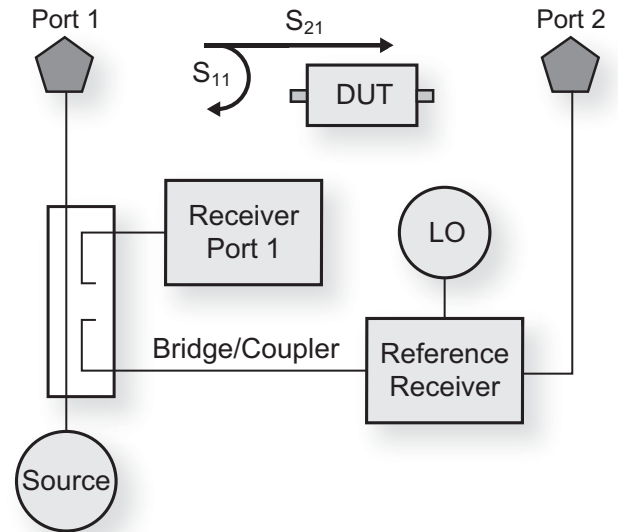 Port 1
S21
Port 2
S11
DUT
Receiver
Port 1
LO
Bridge/Coupler
Reference
Receiver
Source